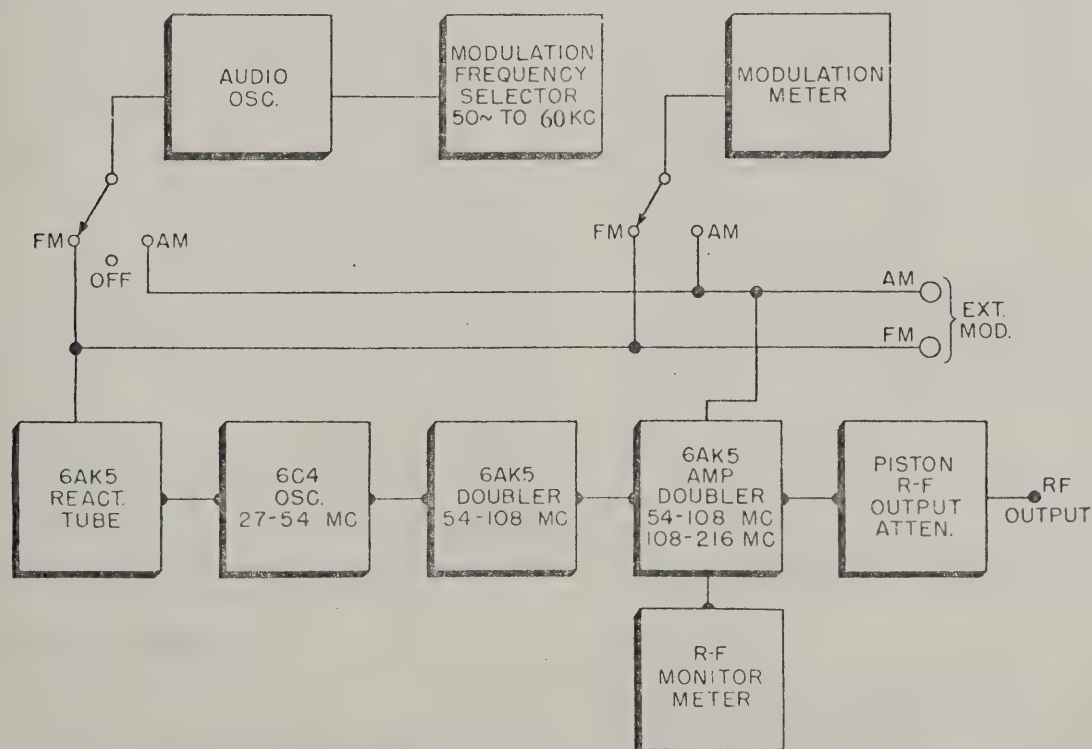 AUDIO
OSC.
MODULATION
FREQUENCY
SELECTOR
50~ TO 60KC
MODULATION
METER
FM
OFF
AM
FM
AM
AM
FM
EXT.
MOD.
6AK5
REACT.
TUBE
6C4
OSC.
27-54 MC
6AK5
DOUBLER
54-108 MC
6AK5
AMP
DOUBLER
54-108 MC
108-216 MC
PISTON
R-F
OUTPUT
ATTEN.
RF
OUTPUT
R-F
MONITOR
METER